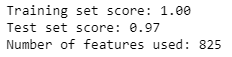 Training set score: 1.00
Test set score: 0.97
Number of features used: 825